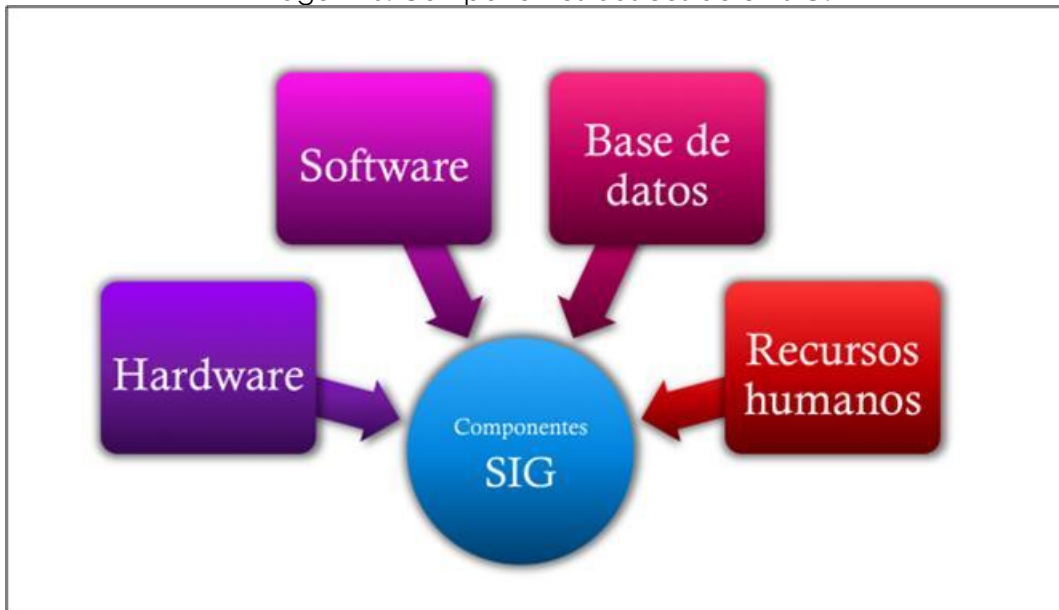 Software
Base de
datos
Hardware
Recursos
humanos
Componentes
SIG